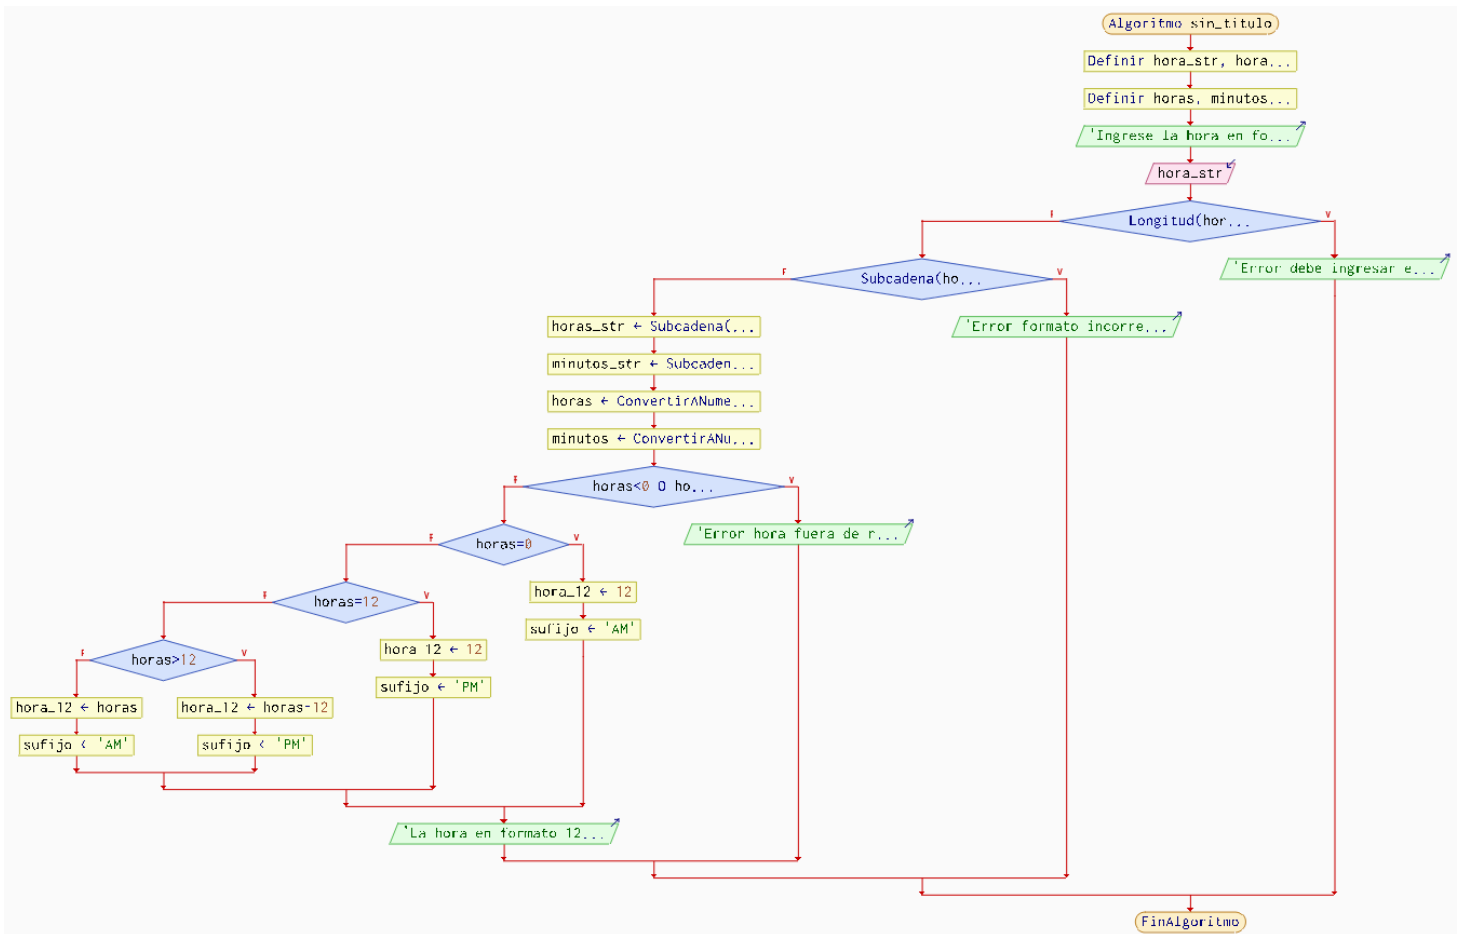 Algoritmo sin_titulo
Definir hora_str, hora...
Definir horas, minutos...
'Ingrese la hora en fo...
hora_str
F
Longitud(hor...
V
'Error debe ingresar e...
F
Subcadena(ho...
V
'Error formato incorre...
horas_str ← Subcadena(...
minutos_str ← Subcaden...
horas ← ConvertirANume...
minutos ← ConvertirANu...
F
horas<0 O ho...
V
'Error hora fuera de r...
F
horas=0
V
hora_12 ← 12
sufijo ← 'AM'
F
horas=12
V
hora_12 ← 12
sufijo ← 'PM'
F
horas>12
V
hora_12 ← horas
hora_12 ← horas-12
sufijo ← 'AM'
sufijo ← 'PM'
'La hora en formato 12...
FinAlgoritmo